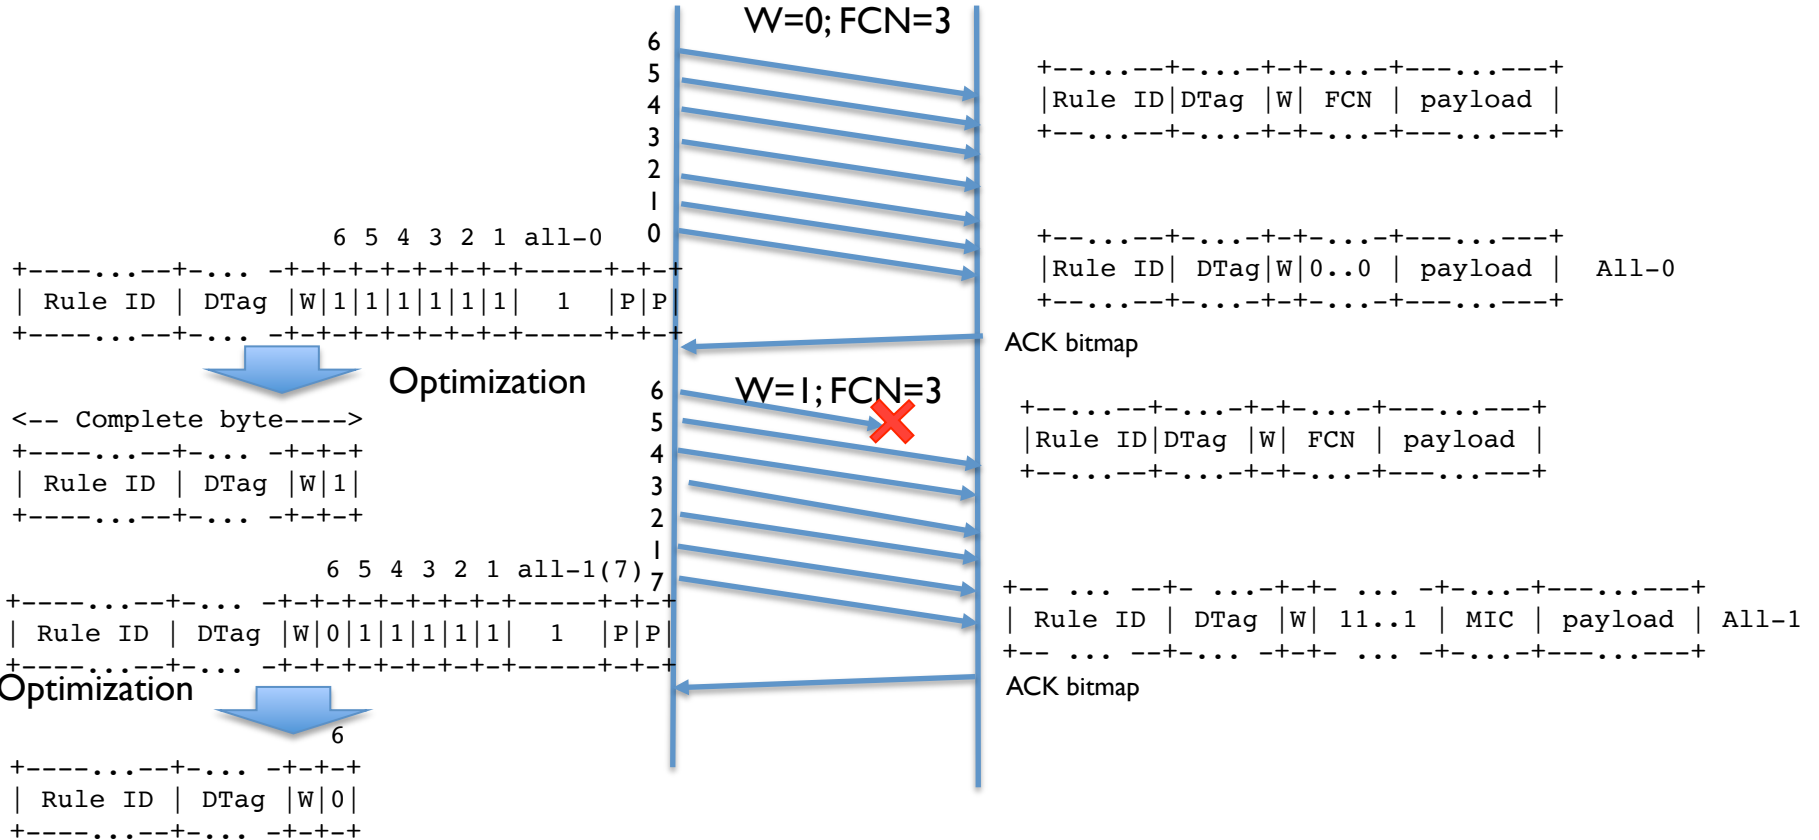 W=0; FCN=3
6
5
4
3
2
1
0
+--...--+-...-+-+-...-+---...---+
|Rule ID|DTag |W| FCN | payload |
+--...--+-...-+-+-...-+---...---+
+--...--+-...-+-+-...-+---...---+
|Rule ID| DTag|W|0..0 | payload | All-0
+--...--+-...-+-+-...-+---...---+
6 5 4 3 2 1 all-0
+----...--+-... -+-+-+-+-+-+-+-+-----+-+-+
| Rule ID | DTag |W|1|1|1|1|1|1| 1 |P|P|
+----...--+-... -+-+-+-+-+-+-+-+-----+-+-+
ACK bitmap
Optimization
<-- Complete byte---->
+----...--+-... -+-+-+
| Rule ID | DTag |W|1|
+----...--+-... -+-+-+
W=1; FCN=3
6
5
4
3
2
1
7
+--...--+-...-+-+-...-+---...---+
|Rule ID|DTag |W| FCN | payload |
+--...--+-...-+-+-...-+---...---+
6 5 4 3 2 1 all-1(7)
+----...--+-... -+-+-+-+-+-+-+-+-----+-+-+
| Rule ID | DTag |W|0|1|1|1|1|1| 1 |P|P|
+----...--+-... -+-+-+-+-+-+-+-+-----+-+-+
+-- ... --+- ...-+-+- ... -+-...-+---...---+
| Rule ID | DTag |W| 11..1 | MIC | payload | All-1
+-- ... --+-... -+-+- ... -+-...-+---...---+
ACK bitmap
Optimization
6
+----...--+-... -+-+-+
| Rule ID | DTag |W|0|
+----...--+-... -+-+-+